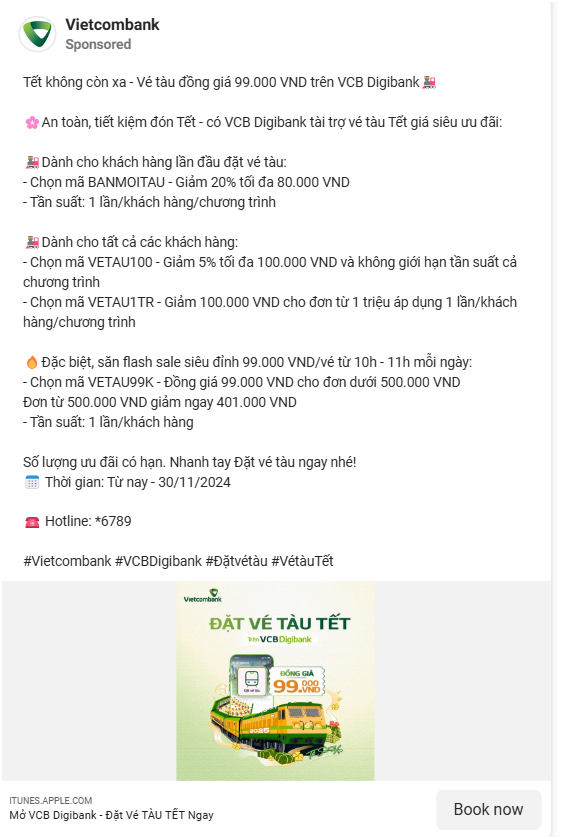 Vietcombank
Sponsored
Tết không còn xa - Vé tàu đồng giá 99.000 VND trên VCB Digibank🚂
🌸An toàn, tiết kiệm đón Tết - có VCB Digibank tài trợ vé tàu Tết giá siêu ưu đãi:
🚂Dành cho khách hàng lần đầu đặt vé tàu:
- Chọn mã BANMOITAU - Giảm 20% tối đa 80.000 VND
- Tần suất: 1 lần/khách hàng/chương trình
🚂Dành cho tất cả các khách hàng:
- Chọn mã VETAU100 - Giảm 5% tối đa 100.000 VND và không giới hạn tần suất cả
chương trình
- Chọn mã VETAU1TR - Giảm 100.000 VND cho đơn từ 1 triệu áp dụng 1 lần/khách
hàng/chương trình
🔥Đặc biệt, săn flash sale siêu đỉnh 99.000 VND/vé từ 10h - 11h mỗi ngày:
- Chọn mã VETAU99K - Đồng giá 99.000 VND cho đơn dưới 500.000 VND
Đơn từ 500.000 VND giảm ngay 401.000 VND
- Tần suất: 1 lần/khách hàng
Số lượng ưu đãi có hạn. Nhanh tay Đặt vé tàu ngay nhé!
📅 Thời gian: Từ nay - 30/11/2024
☎️ Hotline: *6789
#Vietcombank #VCBDigibank #Đặtvétàu #VétàuTết
Vietcombank
ĐẶT VÉ TÀU TẾT
Trên VCB Digibank
ĐỒNG GIÁ
99.000 VND
ITUNES.APPLE.COM
Mở VCB Digibank - Đặt Vé TÀU TẾT Ngay
Book now